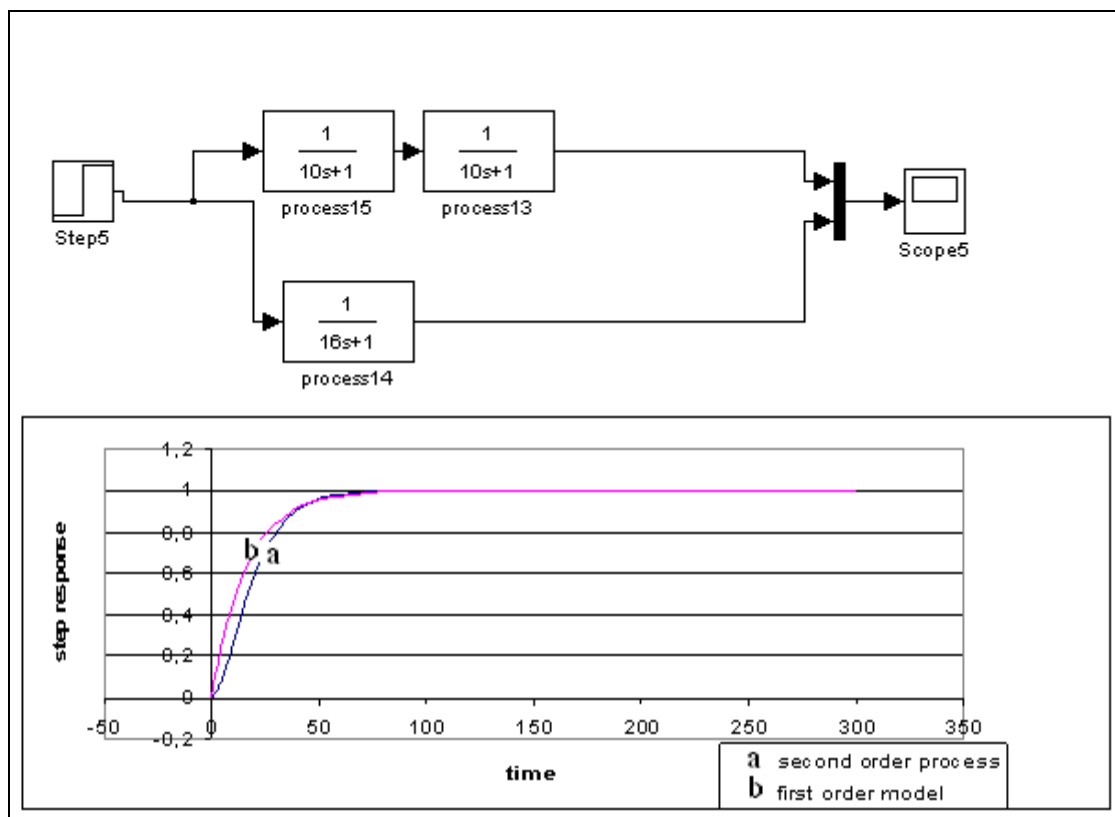 1
10s+1
process15
1
10s+1
process13
Step5
Scope5
1
16s+1
process14
1,2
1
0,8
0,6
0,4
0,2
0
-0,2
step response
-50 0 50 100 150 200 250 300 350
time
b a
a second order process
b first order model